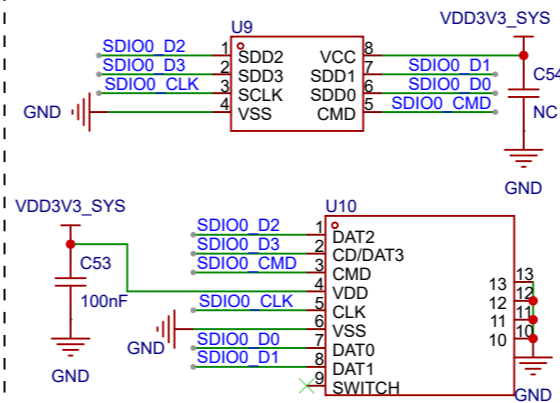 U9
VDD3V3_SYS
SDIO0_D2 1 SDD2 VCC 8
SDIO0_D3 2 SDD3 SDD1 7 SDIO0_D1
SDIO0_CLK 3 SCLK SDD0 6 SDIO0_D0
GND 4 VSS CMD 5 SDIO0_CMD
C54
NC
GND
U10
VDD3V3_SYS
SDIO0_D2 1 DAT2
SDIO0_D3 2 CD/DAT3
SDIO0_CMD 3 CMD
C53
100nF
4 VDD
SDIO0_CLK 5 CLK
GND 6 VSS
SDIO0_D0 7 DAT0
SDIO0_D1 8 DAT1
9 SWITCH
13 13
12 12
11 11
10 10
GND
GND